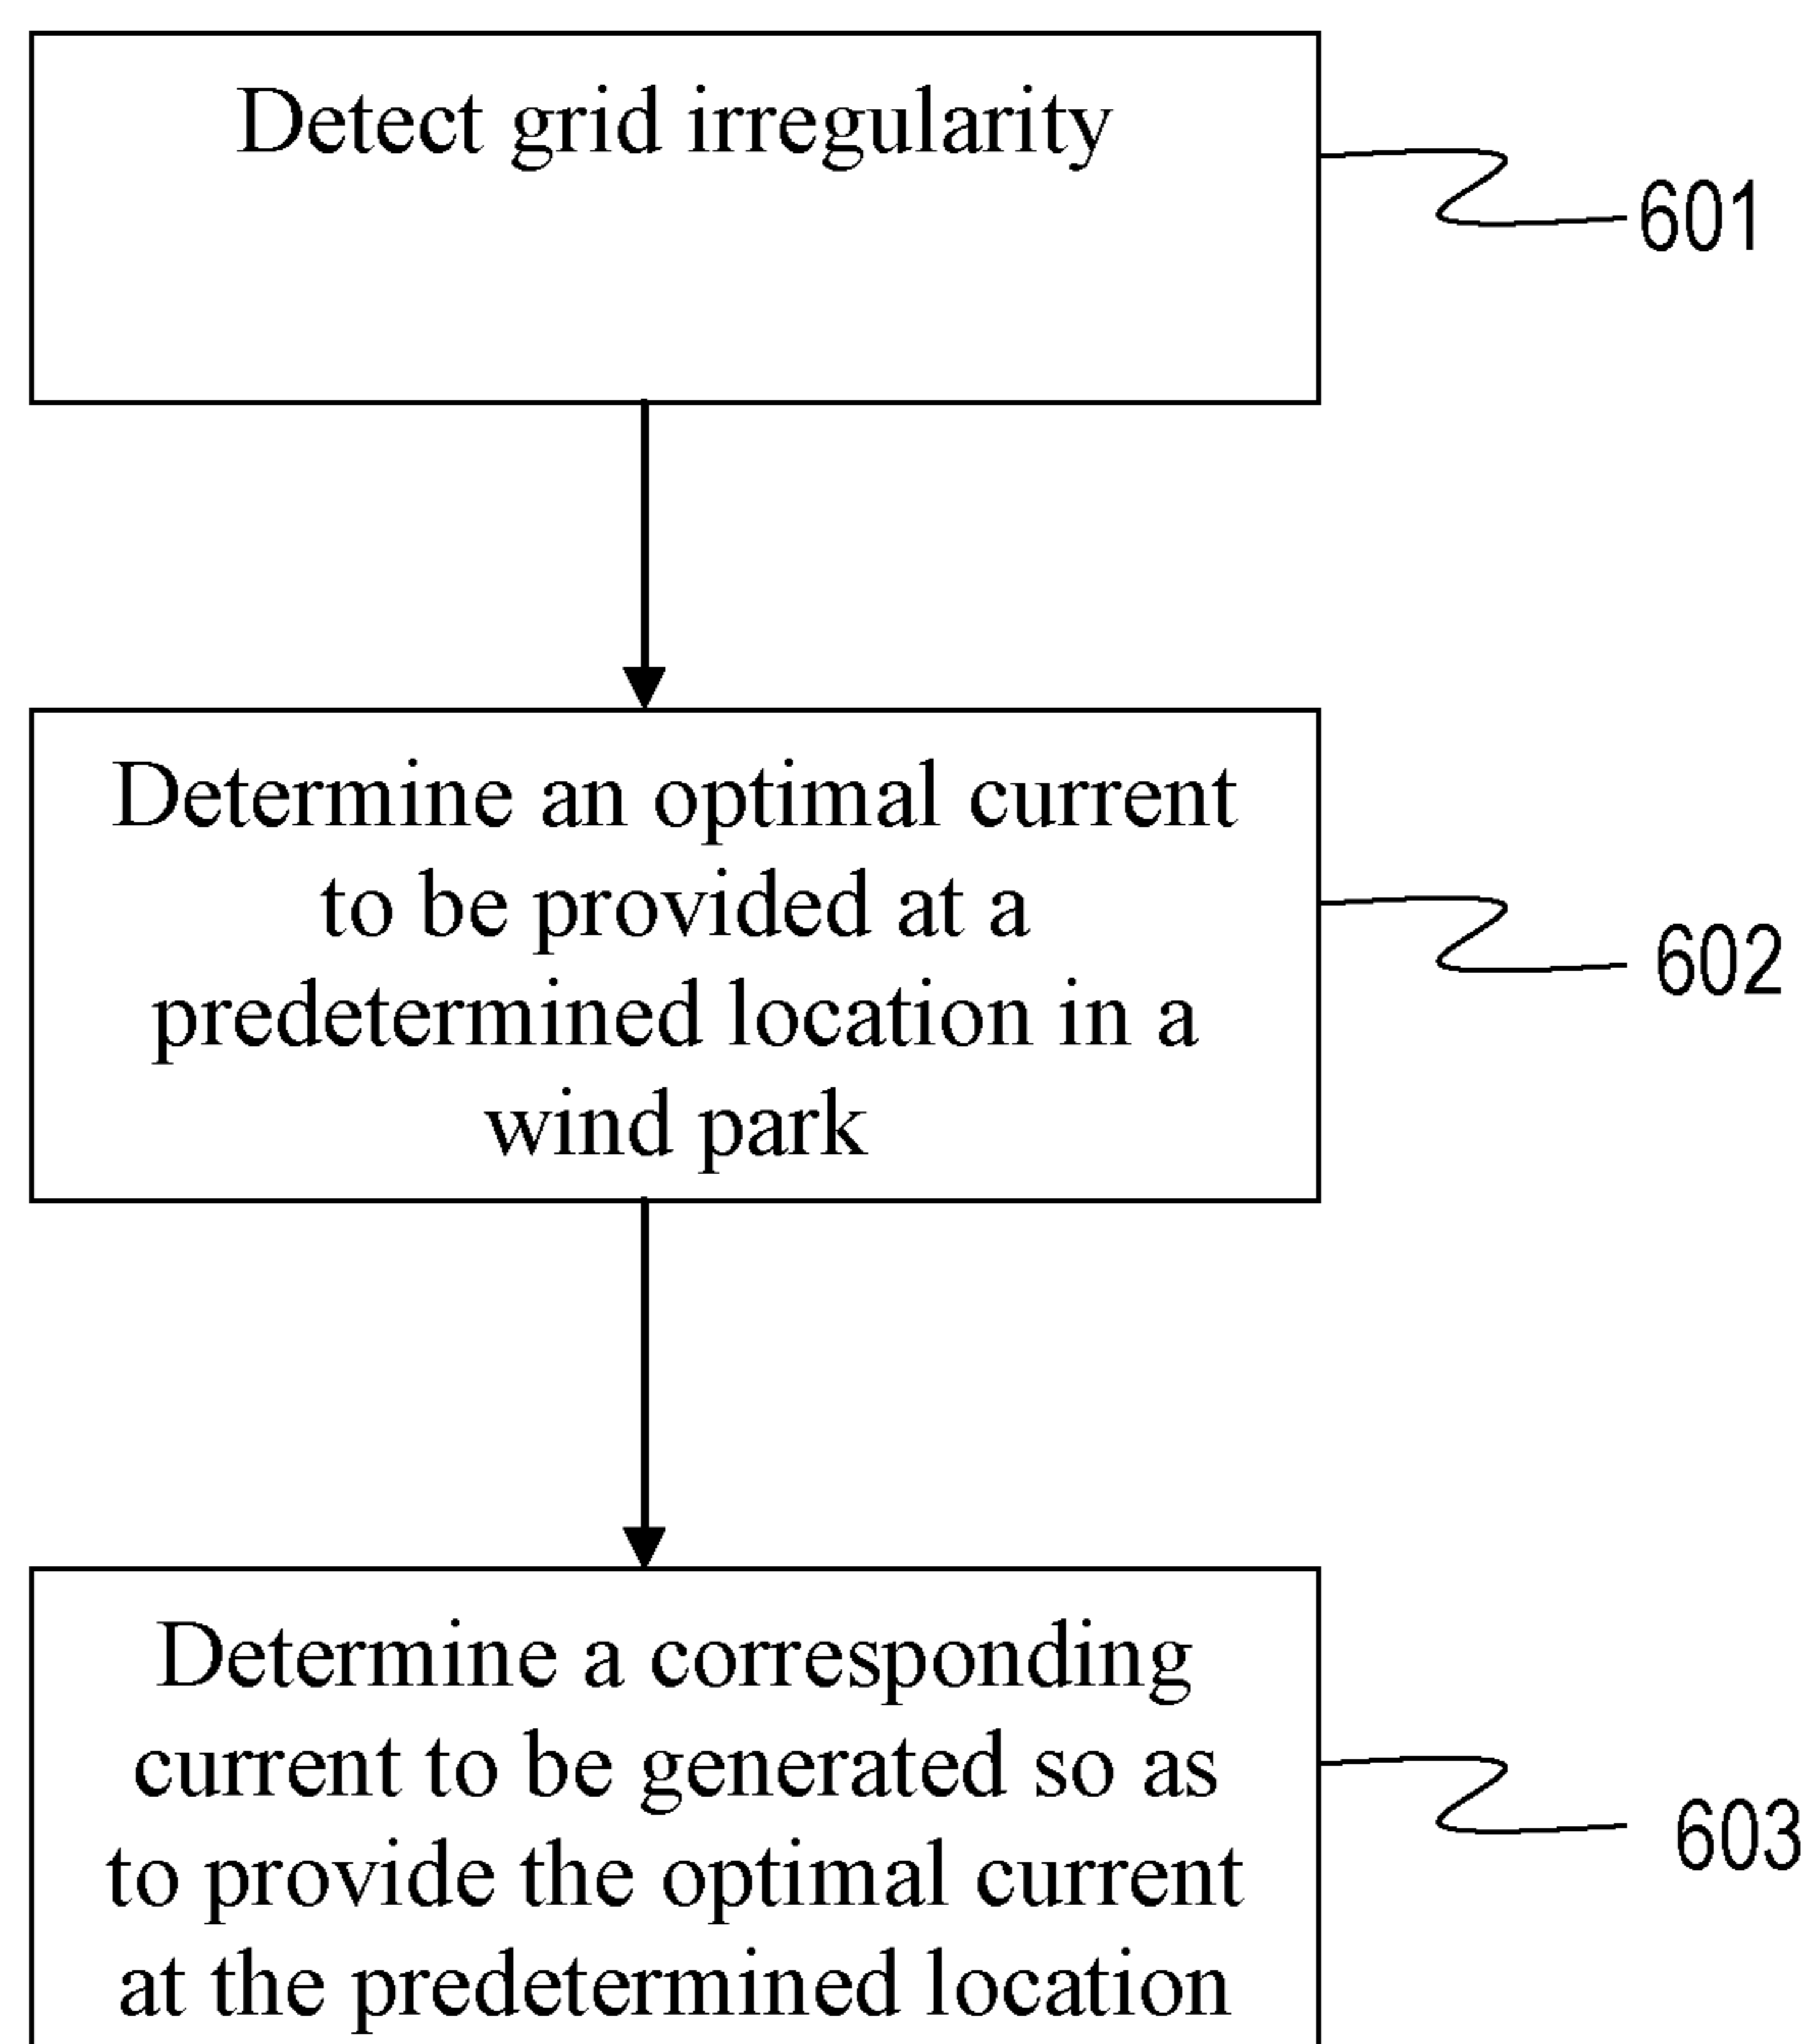 Detect grid irregularity
601
Determine an optimal current
to be provided at a
predetermined location in a
wind park
602
Determine a corresponding
current to be generated so as
to provide the optimal current
at the predetermined location
603